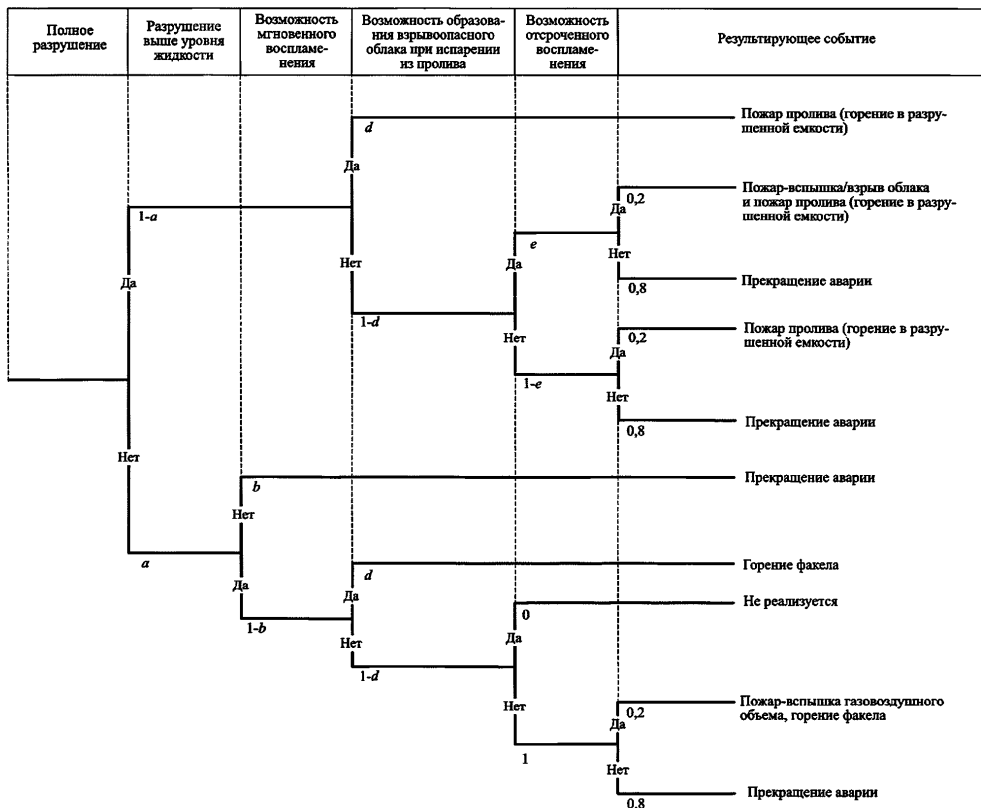 Полное
разрушение
Разрушение
выше уровня
жидкости
Возможность
мгновенного
воспламе-
нения
Возможность образова-
ния взрывоопасного
облака при испарении
из пролива
Возможность
отсроченного
воспламе-
нения
Результирующее событие
d
Пожар пролива (горение в разру-
шенной емкости)
Да
Пожар-вспышка/взрыв облака
и пожар пролива (горение в разру-
шенной емкости)
0,2
1-a
Да
e
Нет
Нет
Да
Да
Прекращение аварии
0,8
1-d
Пожар пролива (горение в разру-
шенной емкости)
0,2
Нет
Да
1-e
Нет
Прекращение аварии
0,8
Нет
Прекращение аварии
b
Нет
a
Горение факела
d
Да
Да
Не реализуется
0
1-b
Да
Нет
1-d
Нет
Пожар-вспышка газовоздушного
объема, горение факела
0,2
Да
1
Нет
Прекращение аварии
0,8